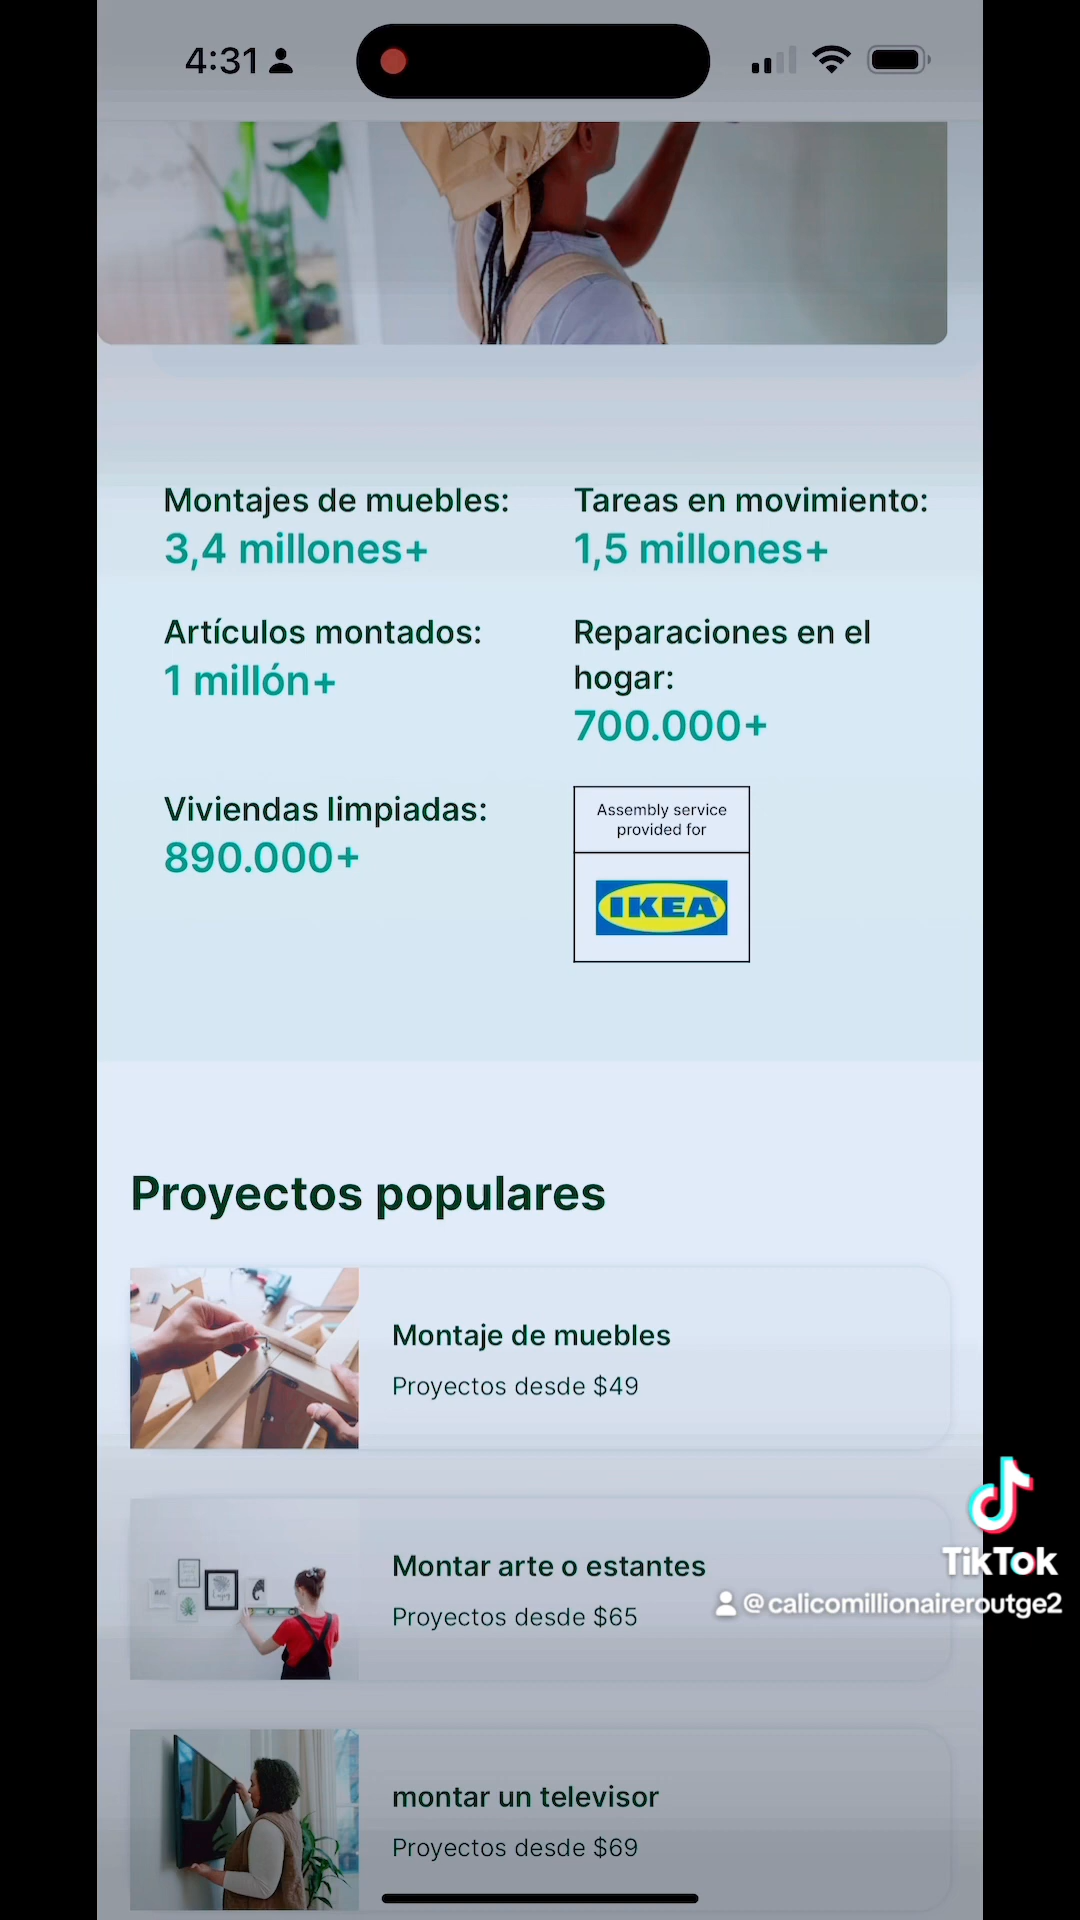 4:31
Montajes de muebles:
3,4 millones+
Tareas en movimiento:
1,5 millones+
Artículos montados:
1 millón+
Reparaciones en el
hogar:
700.000+
Viviendas limpiadas:
890.000+
Assembly service
provided for
IKEA
Proyectos populares
Montaje de muebles
Proyectos desde $49
Montar arte o estantes
Proyectos desde $65
TikTok
@calicomillionaireroutge2
montar un televisor
Proyectos desde $69